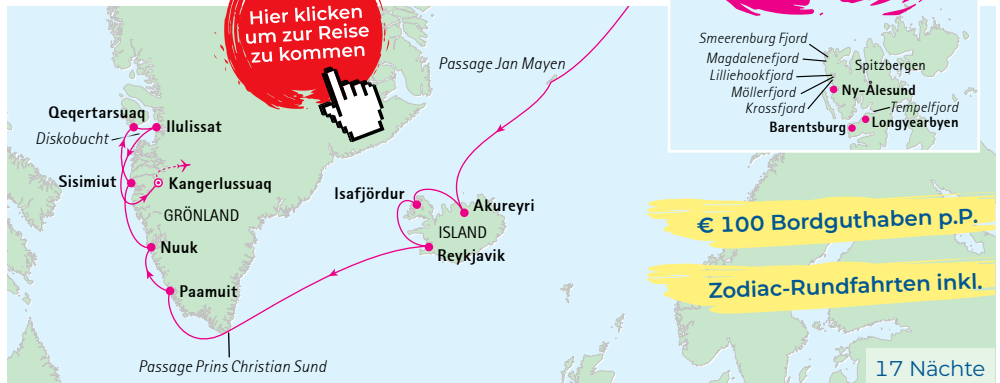 Hier klicken
um zur Reise
zu kommen
Passage Jan Mayen
Smeerenburg Fjord
Magdalenefjord
Lilliehookfjord
Möllerfjord
Krossfjord
Spitzbergen
Ny-Ålesund
Tempelfjord
Longyearbyen
Barentsburg
Qeqertarsuaq
Ilulissat
Diskobucht
Sisimiut
Kangerlussuaq
GRÖNLAND
Nuuk
Paamuit
Passage Prins Christian Sund
Isafjördur
Akureyri
ISLAND
Reykjavik
€ 100 Bordguthaben p.P.
Zodiac-Rundfahrten inkl.
17 Nächte